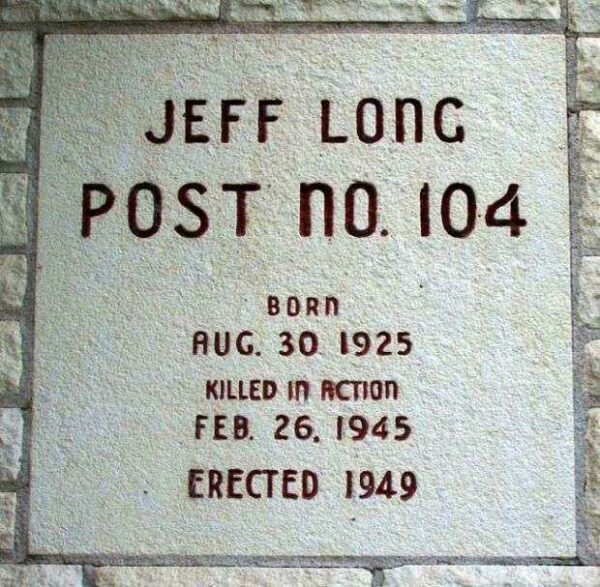 JEFF LONG
POST NO. 104
BORN
AUG. 30 1925
KILLED IN ACTION
FEB. 26, 1945
ERECTED 1949